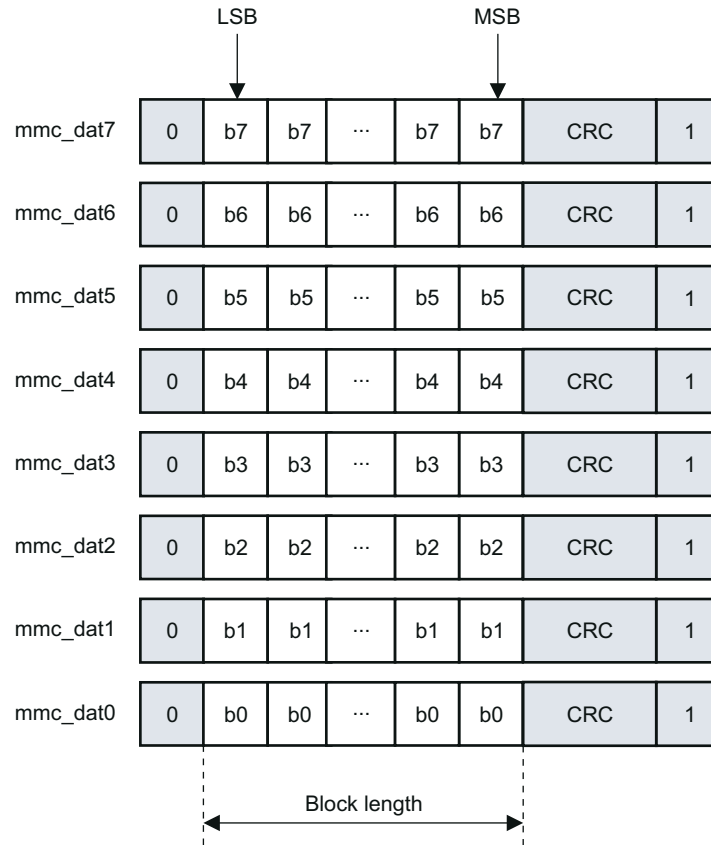 LSB MSB
mmc_dat7 0 b7 b7 ... b7 b7 CRC 1
mmc_dat6 0 b6 b6 ... b6 b6 CRC 1
mmc_dat5 0 b5 b5 ... b5 b5 CRC 1
mmc_dat4 0 b4 b4 ... b4 b4 CRC 1
mmc_dat3 0 b3 b3 ... b3 b3 CRC 1
mmc_dat2 0 b2 b2 ... b2 b2 CRC 1
mmc_dat1 0 b1 b1 ... b1 b1 CRC 1
mmc_dat0 0 b0 b0 ... b0 b0 CRC 1
Block length